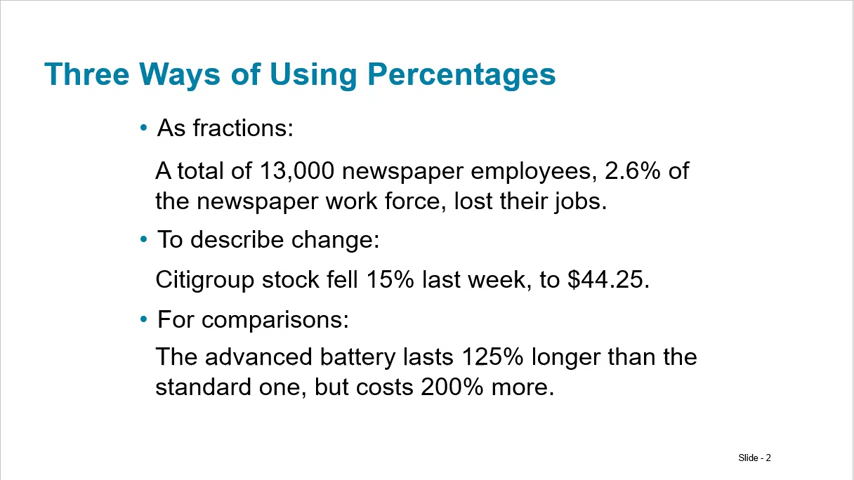 Three Ways of Using Percentages
• As fractions:
A total of 13,000 newspaper employees, 2.6% of
the newspaper work force, lost their jobs.
• To describe change:
Citigroup stock fell 15% last week, to $44.25.
• For comparisons:
The advanced battery lasts 125% longer than the
standard one, but costs 200% more.
Slide - 2